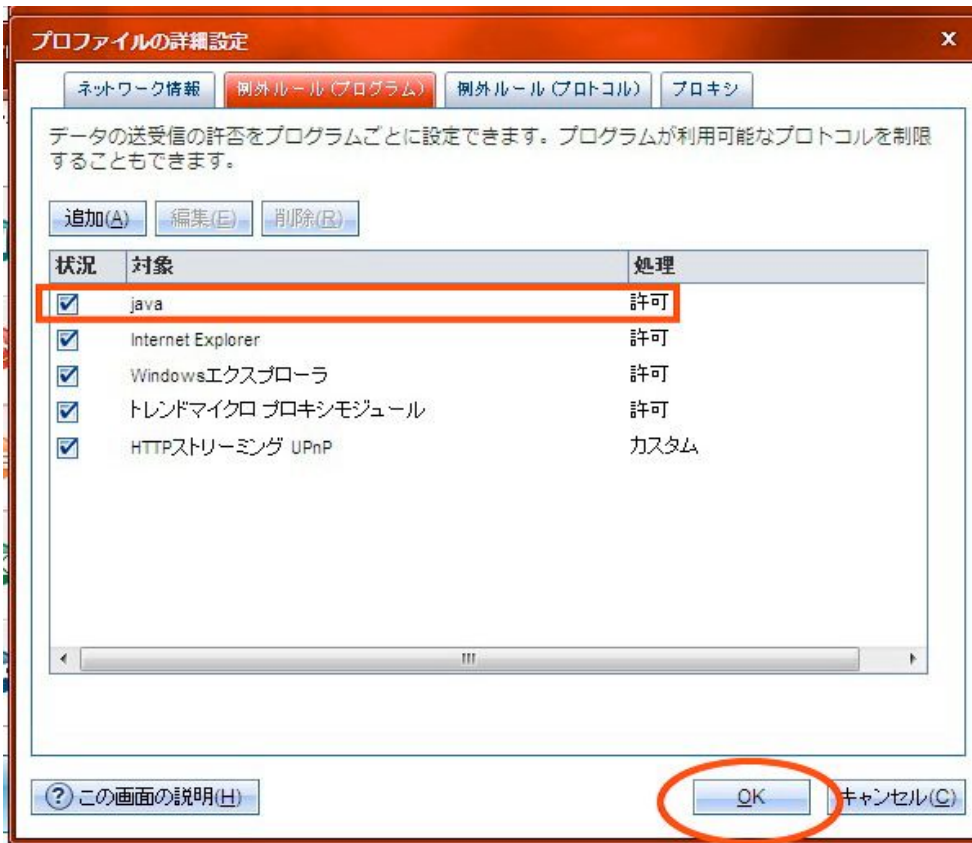 プロファイルの詳細設定
ネットワーク情報 例外ルール(プログラム) 例外ルール(プロトコル) プロキシ
データの送受信の許否をプログラムごとに設定できます。プログラムが利用可能なプロトコルを制限
することもできます。
追加(A) 編集(E) 削除(R)
状況 対象 処理
java 許可
Internet Explorer 許可
Windowsエクスプローラ 許可
トレンドマイクロ プロキシモジュール 許可
HTTPストリーミング UPnP カスタム
この画面の説明(H) OK キャンセル(C)